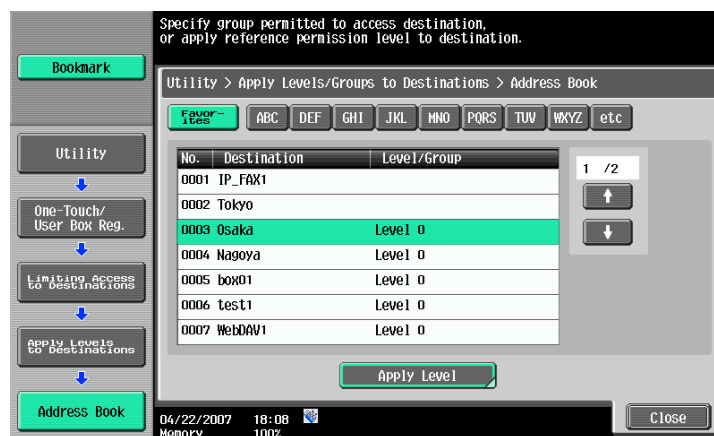 Specify group permitted to access destination,
or apply reference permission level to destination.
Bookmark
Utility > Apply Levels/Groups to Destinations > Address Book
Favor-
ites
ABC DEF GHI JKL MNO PQRS TUV WXYZ etc
Utility
One-Touch/
User Box Reg.
Limiting Access
to Destinations
Apply Levels
to Destinations
Address Book
No. Destination Level/Group
0001 IP_FAX1
0002 Tokyo
0003 Osaka Level 0
0004 Nagoya Level 0
0005 box01 Level 0
0006 test1 Level 0
0007 WebDAV1 Level 0
1 /2
Apply Level
04/22/2007 18:08
Memory 100%
Close